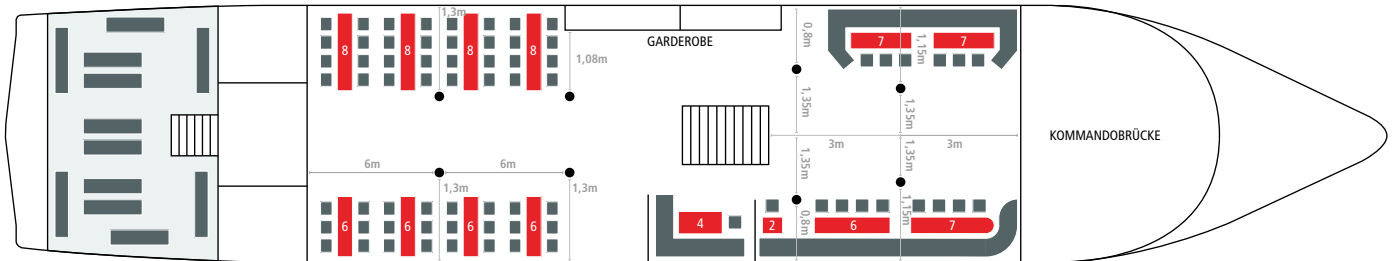 1,3m
8
8
8
8
1,08m
GARDEROBE
0,8m
7
1,15m
7
1,35m
1,35m
KOMMANDOBRÜCKE
3m
3m
1,35m
1,35m
6m
6m
1,3m
1,3m
6
6
6
6
4
2
0,8m
6
1,15m
7